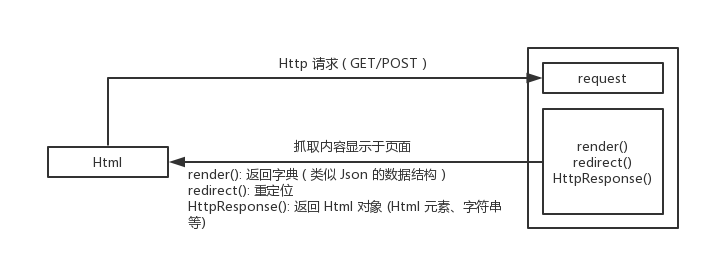 Http 请求 ( GET/POST )
request
抓取内容显示于页面
Html
render(): 返回字典 ( 类似 Json 的数据结构 )
redirect(): 重定位
HttpResponse(): 返回 Html 对象 (Html 元素、字符串
等)
render()
redirect()
HttpResponse()